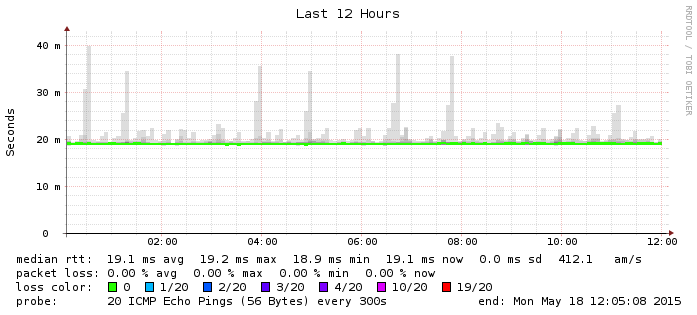 Last 12 Hours
RRDTOOL / TOBI OETIKER
Seconds
40 m
30 m
20 m
10 m
0
02:00 04:00 06:00 08:00 10:00 12:00
median rtt: 19.1 ms avg 19.2 ms max 18.9 ms min 19.1 ms now 0.0 ms sd 412.1 am/s
packet loss: 0.00 % avg 0.00 % max 0.00 % min 0.00 % now
loss color: 0 1/20 2/20 3/20 4/20 10/20 19/20
probe: 20 ICMP Echo Pings (56 Bytes) every 300s end: Mon May 18 12:05:08 2015